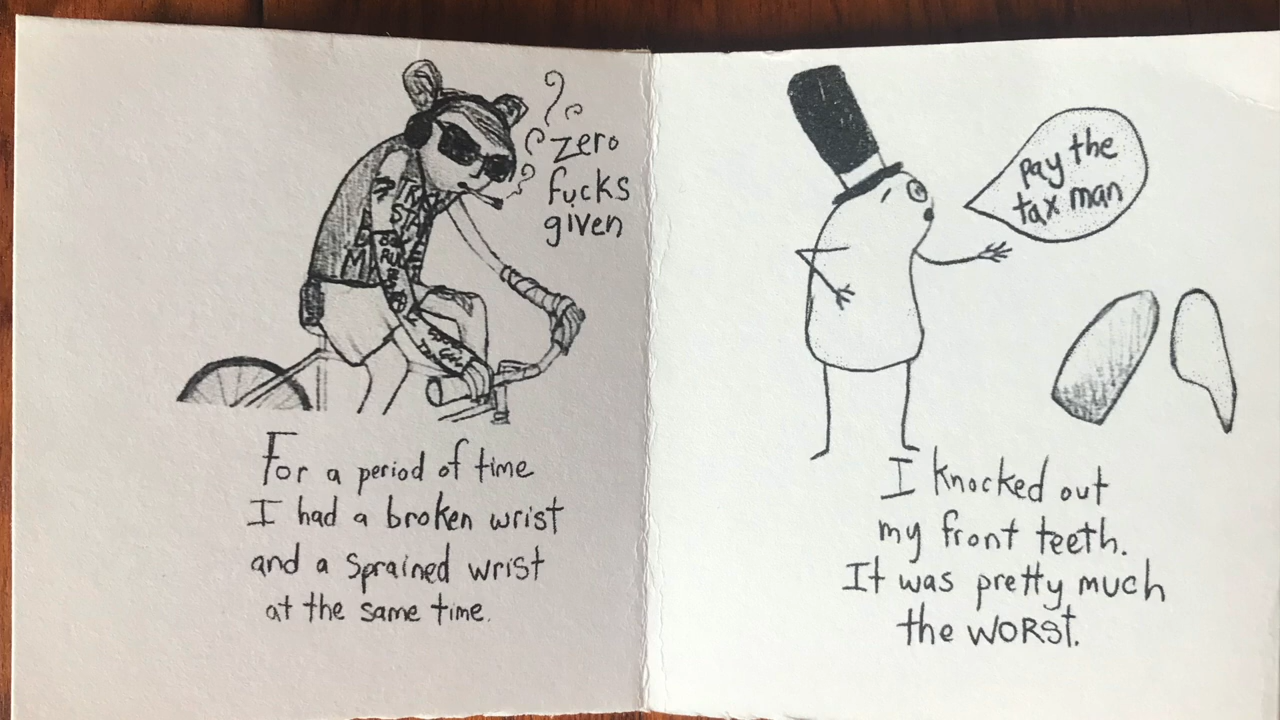 zero
fucks
given
For a period of time
I had a broken wrist
and a sprained wrist
at the same time.
pay the
tax man
I knocked out
my front teeth.
It was pretty much
the WORST.